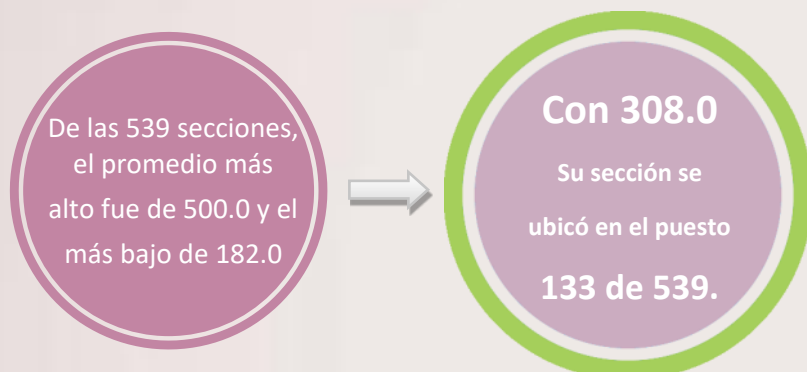 De las 539 secciones,
el promedio más
alto fue de 500.0 y el
más bajo de 182.0
Con 308.0
Su sección se
ubicó en el puesto
133 de 539.